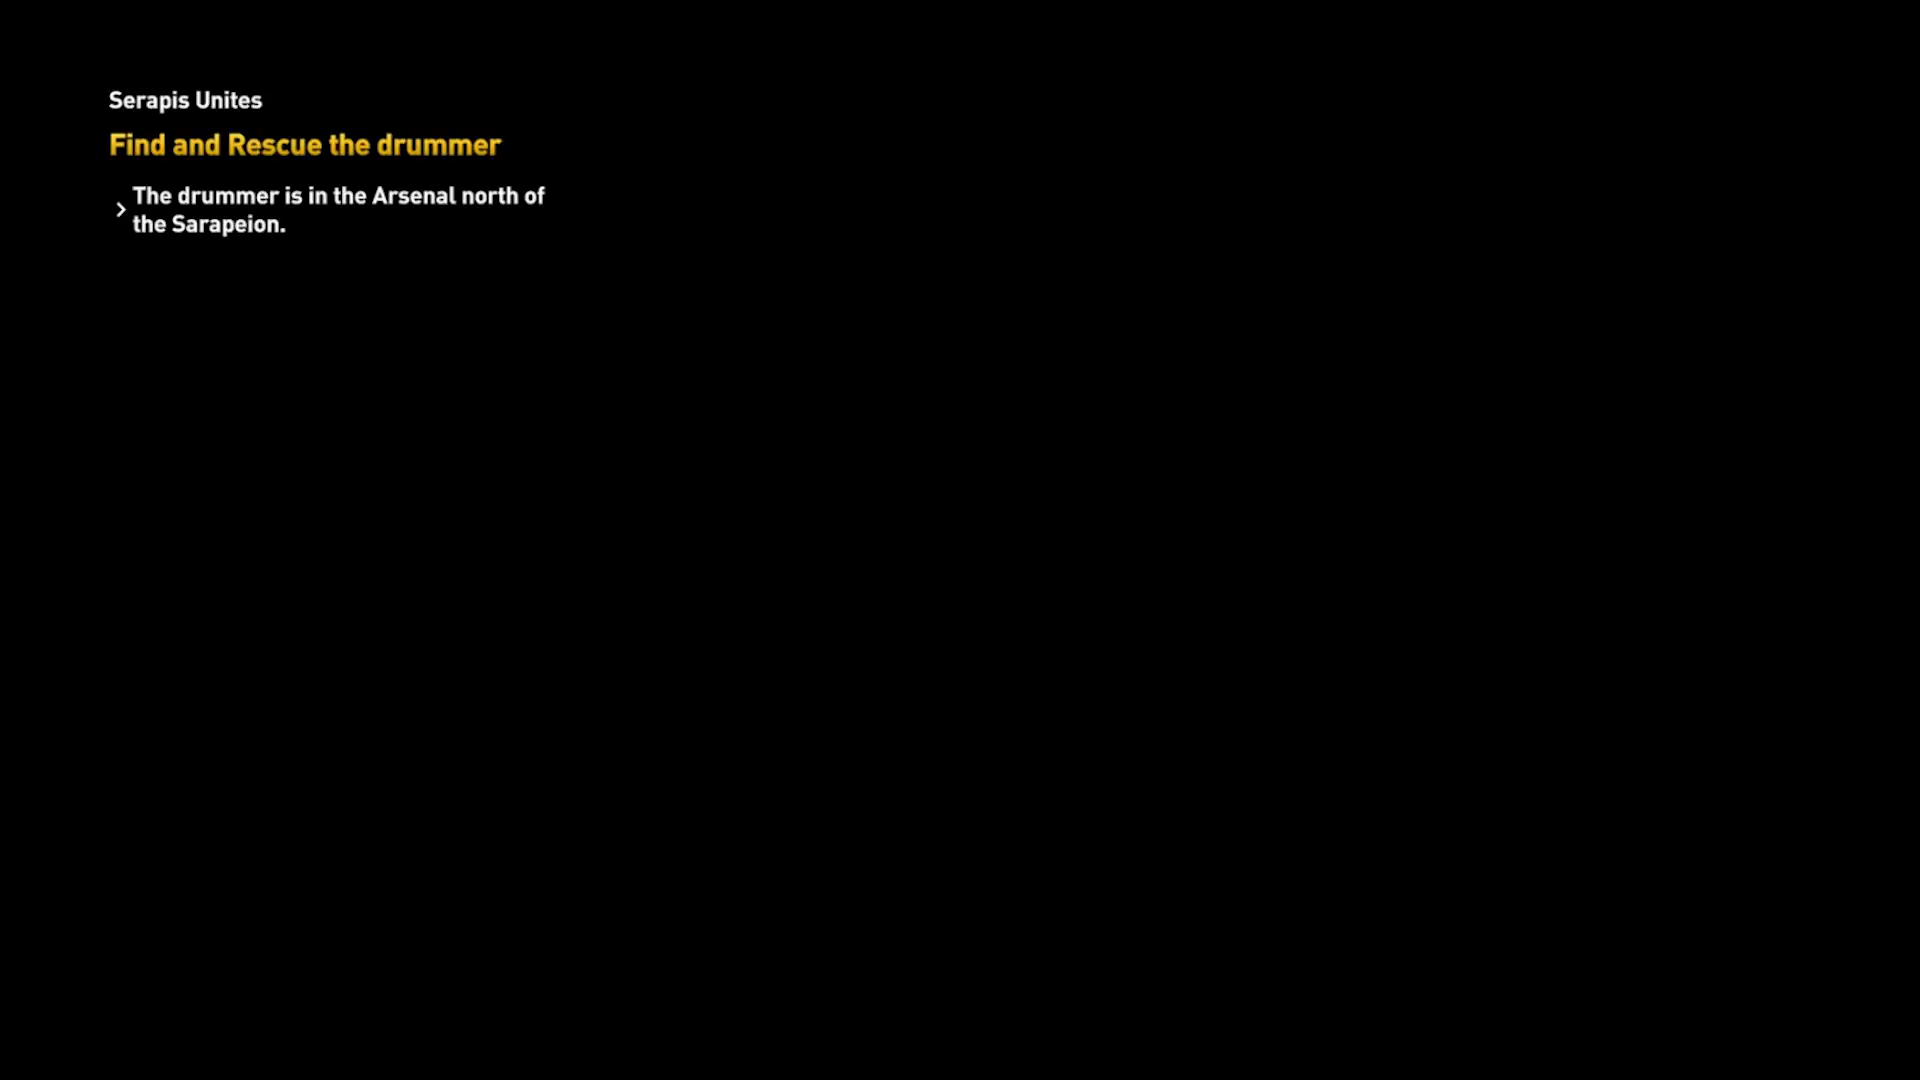 Serapis Unites
Find and Rescue the drummer
The drummer is in the Arsenal north of
the Sarapeion.